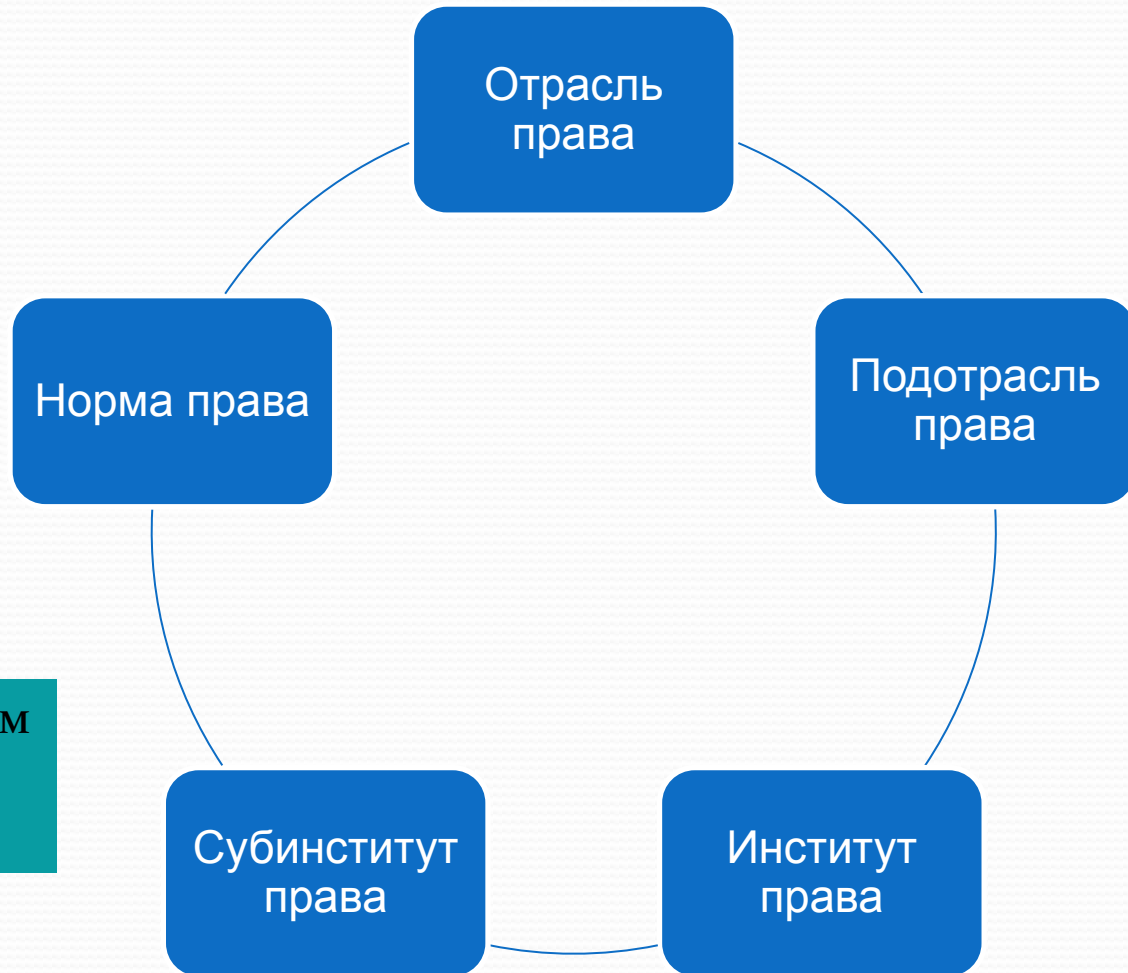 Отрасль
права
Подотрасль
права
Институт
права
Субинститут
права
Норма права